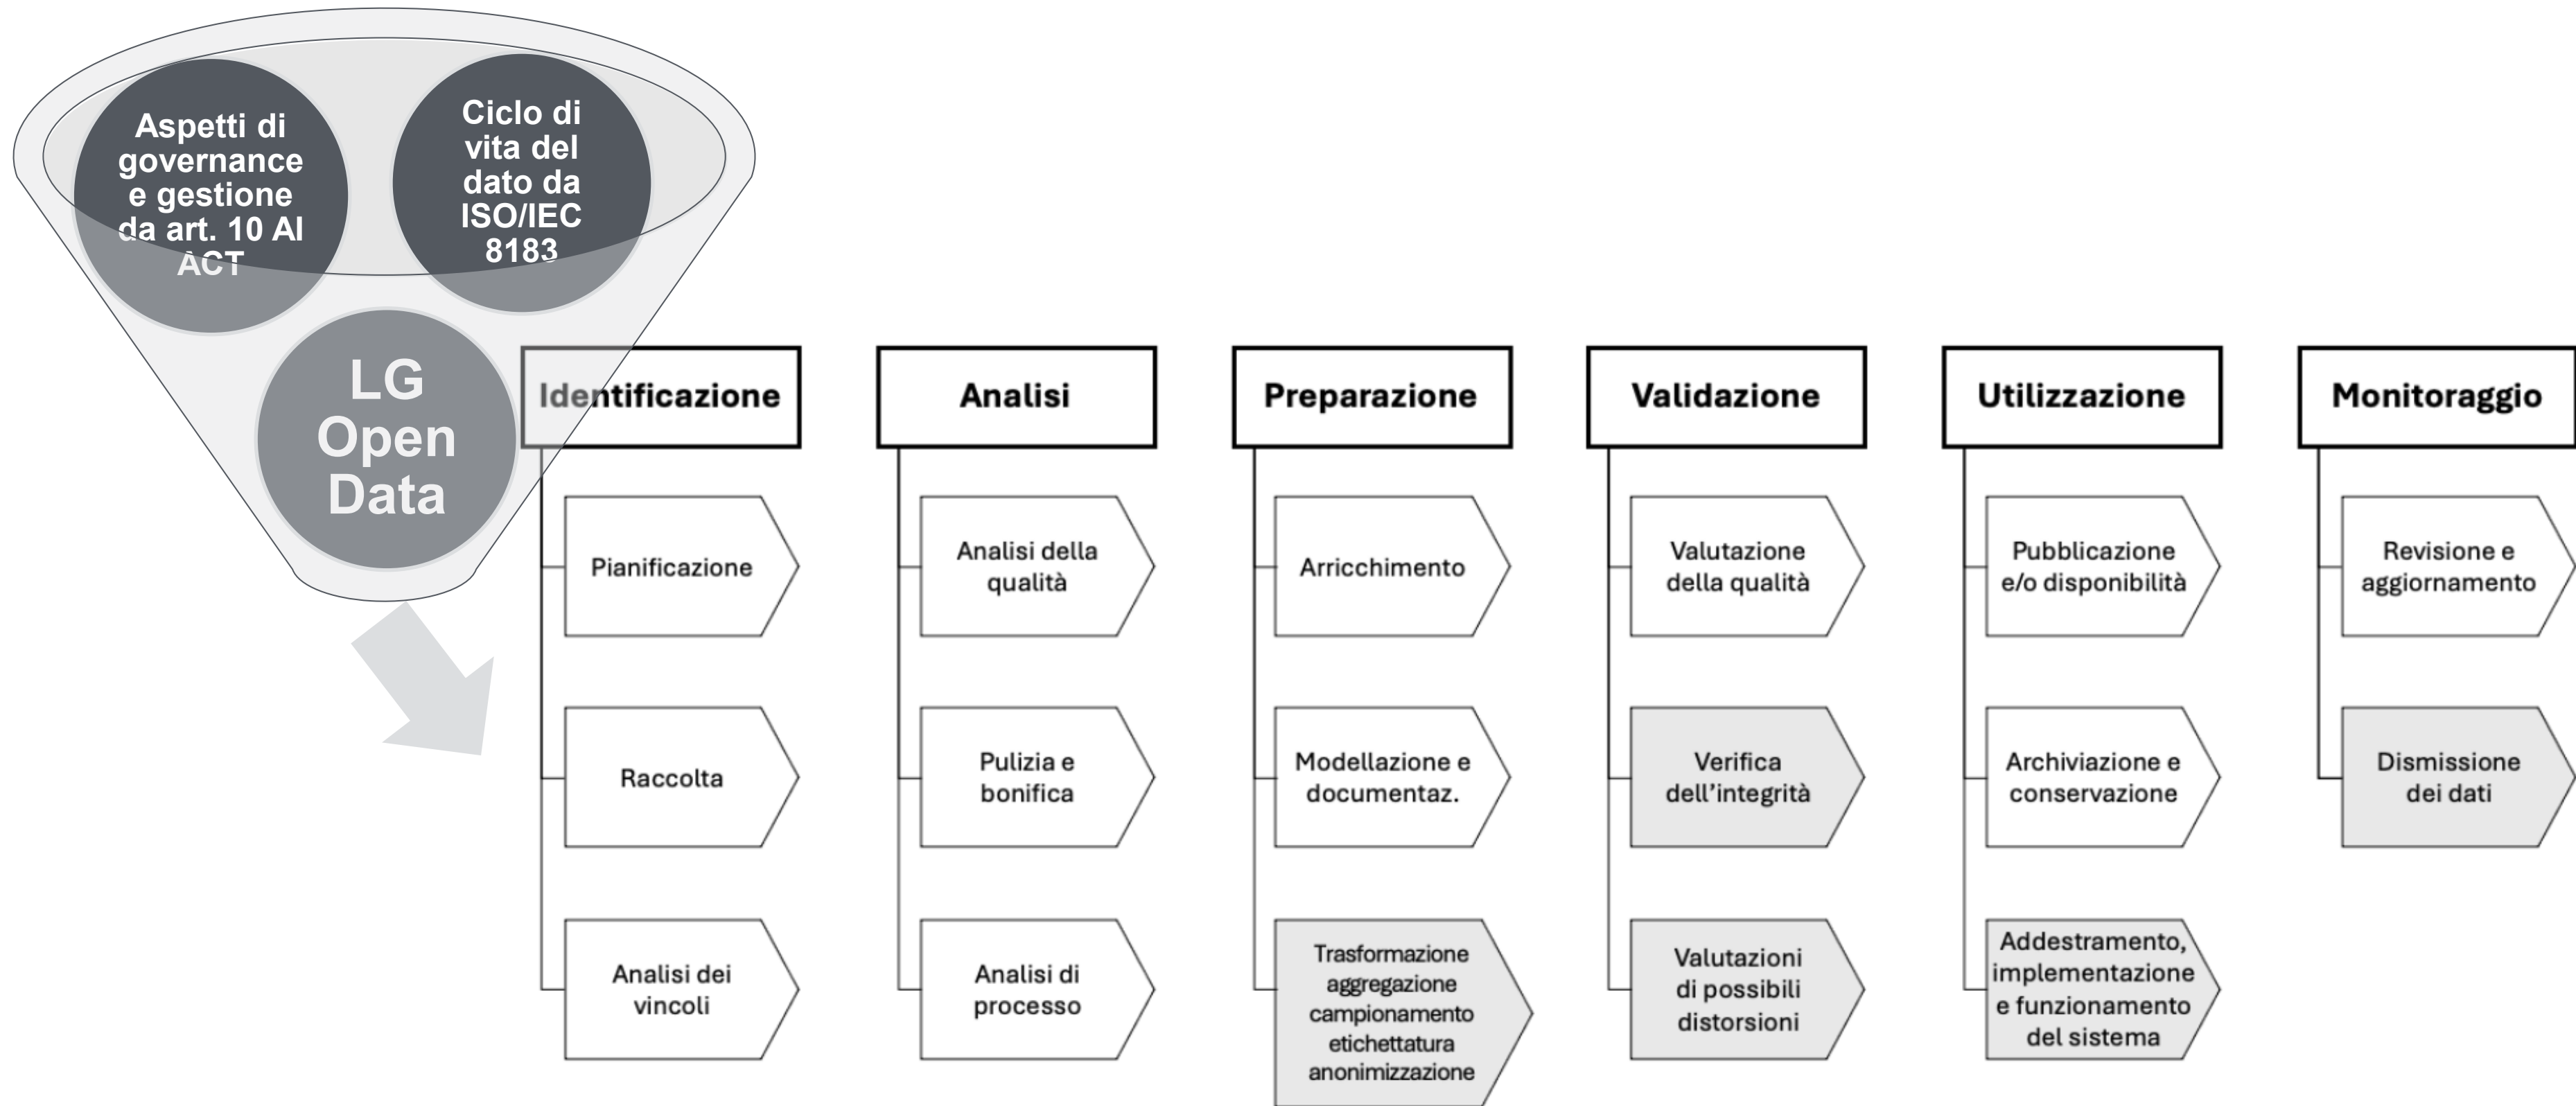 Aspetti di
governance
e gestione
da art. 10 AI
ACT
Ciclo di
vita del
dato da
ISO/IEC
8183
LG
Open
Data
Identificazione
Pianificazione
Raccolta
Analisi dei
vincoli
Analisi
Analisi della
qualità
Pulizia e
bonifica
Analisi di
processo
Preparazione
Arricchimento
Modellazione e
documentaz.
Trasformazione
aggregazione
campionamento
etichettatura
anonimizzazione
Validazione
Valutazione
della qualità
Verifica
dell’integrità
Valutazioni
di possibili
distorsioni
Utilizzazione
Pubblicazione
e/o disponibilità
Archiviazione e
conservazione
Addestramento,
implementazione
e funzionamento
del sistema
Monitoraggio
Revisione e
aggiornamento
Dismissione
dei dati